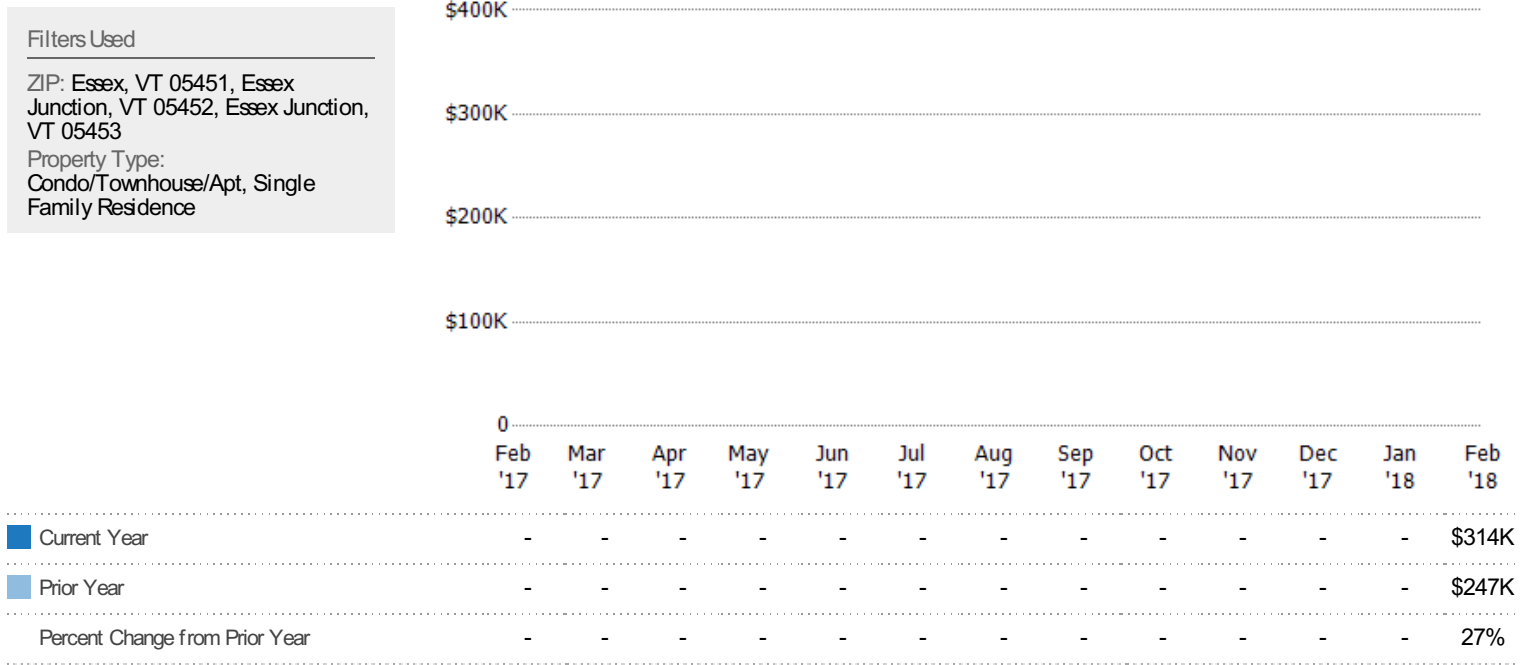 Filters Used
ZIP: Essex, VT 05451, Essex
Junction, VT 05452, Essex Junction,
VT 05453
Property Type:
Condo/Townhouse/Apt, Single
Family Residence
$400K
$300K
$200K
$100K
0
Feb '17 Mar '17 Apr '17 May '17 Jun '17 Jul '17 Aug '17 Sep '17 Oct '17 Nov '17 Dec '17 Jan '18 Feb '18
Current Year - - - - - - - - - - - - $314K
Prior Year - - - - - - - - - - - - $247K
Percent Change from Prior Year - - - - - - - - - - - - 27%